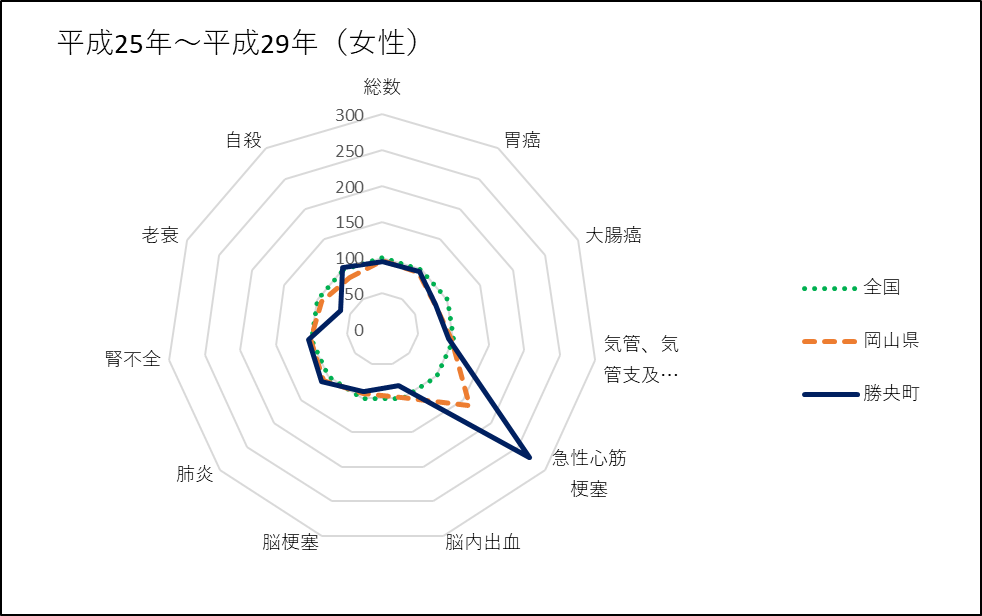 平成25年～平成29年（女性）
総数
胃癌
大腸癌
気管、気
管支及…
急性心筋
梗塞
脳内出血
脳梗塞
肺炎
腎不全
老衰
自殺
300
250
200
150
100
50
0
全国
岡山県
勝央町